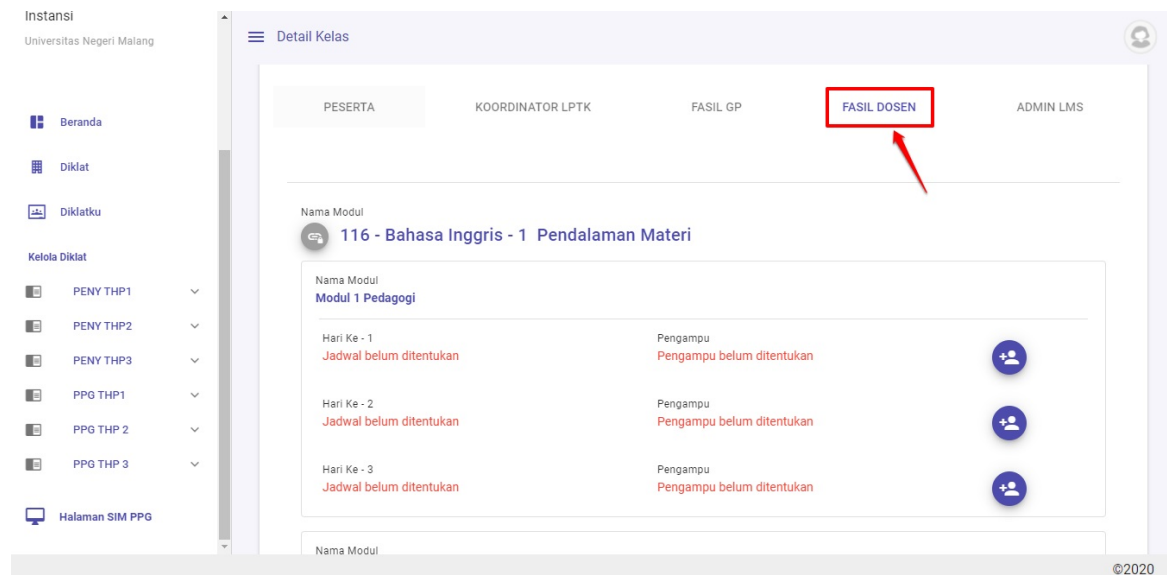 Instansi
Universitas Negeri Malang
Beranda
Diklat
Diklatku
Kelola Diklat
PENY THP1
PENY THP2
PENY THP3
PPG THP1
PPG THP 2
PPG THP 3
Halaman SIM PPG
Detail Kelas
PESERTA KOORDINATOR LPTK FASIL GP FASIL DOSEN ADMIN LMS
Nama Modul
116 - Bahasa Inggris - 1 Pendalaman Materi
Nama Modul
Modul 1 Pedagogi
Hari Ke - 1 Pengampu
Jadwal belum ditentukan Pengampu belum ditentukan
Hari Ke - 2 Pengampu
Jadwal belum ditentukan Pengampu belum ditentukan
Hari Ke - 3 Pengampu
Jadwal belum ditentukan Pengampu belum ditentukan
Nama Modul
©2020